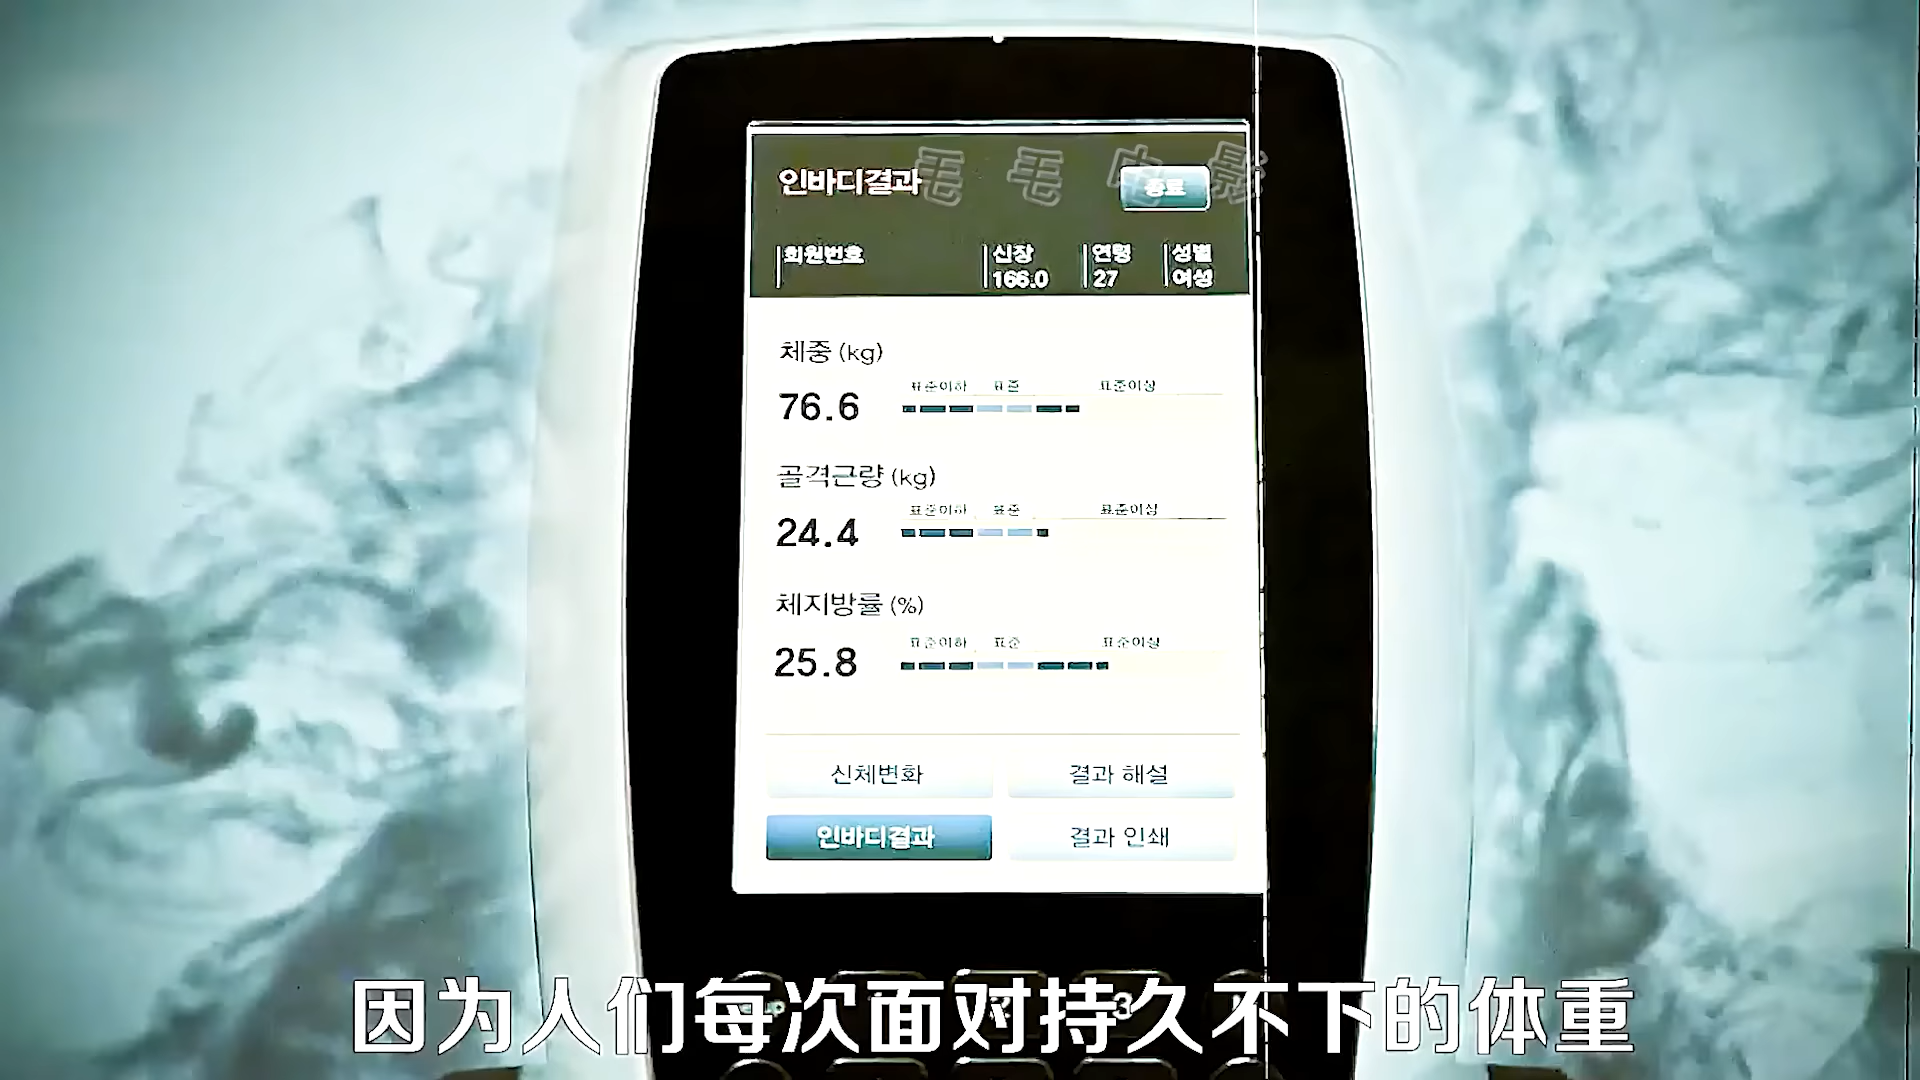 인바디결과
毛毛电影
종료
회원번호 신장 연령 성별
166.0 27 여성
체중 (kg)
표준이하 표준 표준이상
76.6
골격근량 (kg)
표준이하 표준 표준이상
24.4
체지방률 (%)
표준이하 표준 표준이상
25.8
신체변화 결과 해설
인바디결과 결과 인쇄
因为人们每次面对持久不下的体重